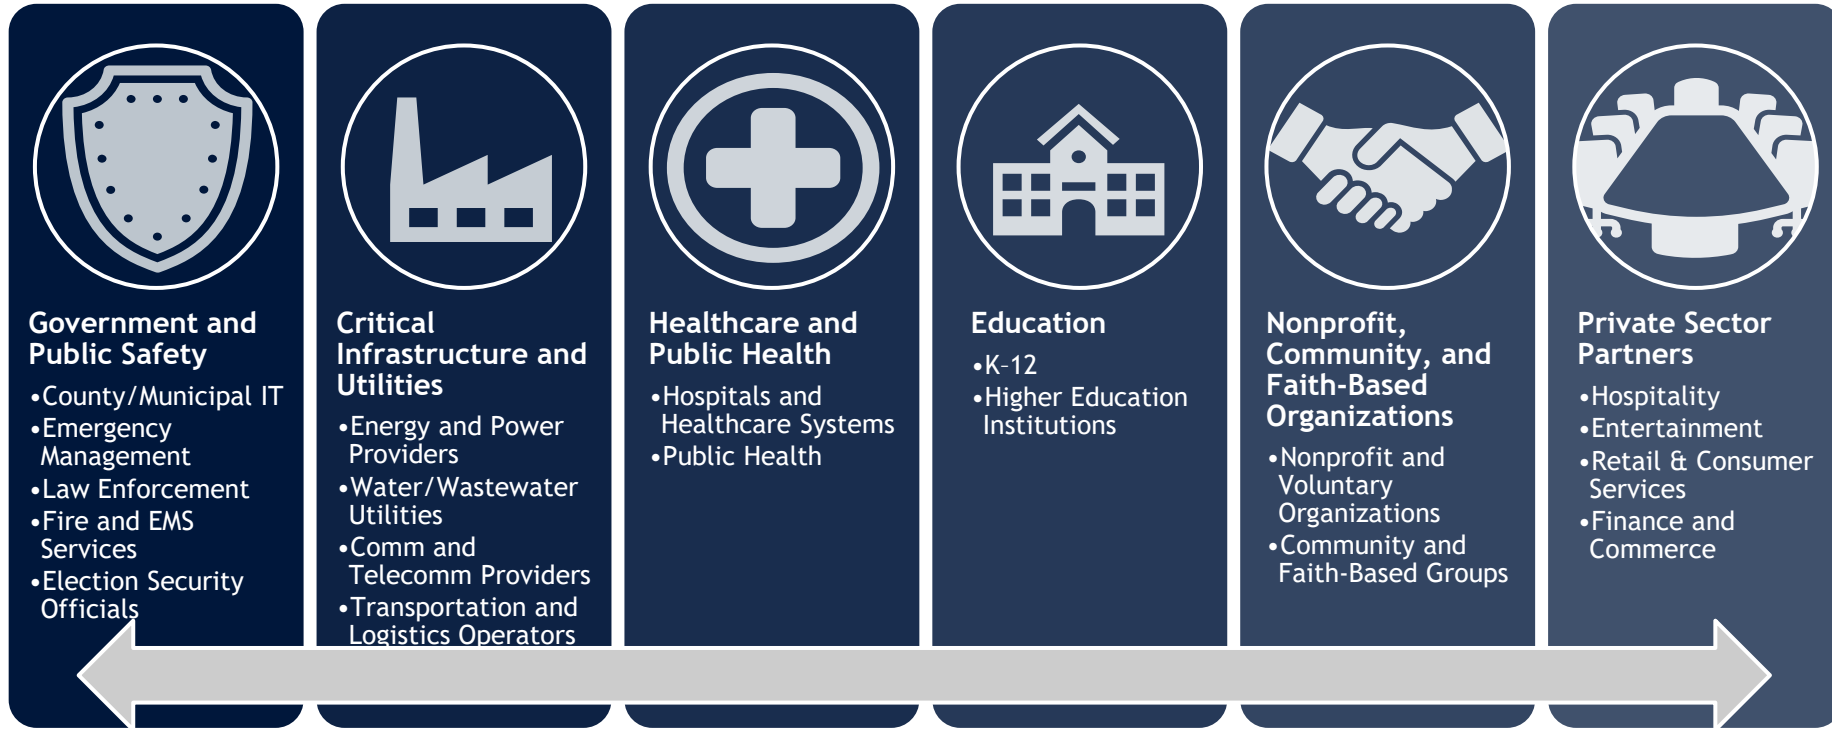 Government and
Public Safety
•County/Municipal IT
•Emergency
Management
•Law Enforcement
•Fire and EMS
Services
•Election Security
Officials
Critical
Infrastructure and
Utilities
•Energy and Power
Providers
•Water/Wastewater
Utilities
•Comm and
Telecomm Providers
•Transportation and
Logistics Operators
Healthcare and
Public Health
•Hospitals and
Healthcare Systems
•Public Health
Education
•K-12
•Higher Education
Institutions
Nonprofit,
Community, and
Faith-Based
Organizations
•Nonprofit and
Voluntary
Organizations
•Community and
Faith-Based Groups
Private Sector
Partners
•Hospitality
•Entertainment
•Retail & Consumer
Services
•Finance and
Commerce